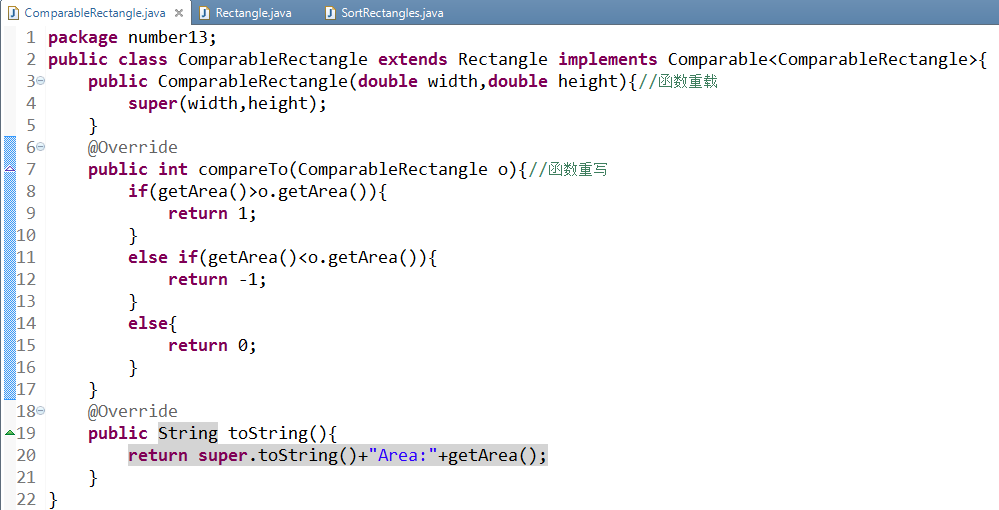 ComparableRectangle.java Rectangle.java SortRectangles.java
1 package number13;
2 public class ComparableRectangle extends Rectangle implements Comparable<ComparableRectangle>{
3 public ComparableRectangle(double width,double height){//函数重载
4 super(width,height);
5 }
6 @Override
7 public int compareTo(ComparableRectangle o){//函数重写
8 if(getArea()>o.getArea()){
9 return 1;
10 }
11 else if(getArea()<o.getArea()){
12 return -1;
13 }
14 else{
15 return 0;
16 }
17 }
18 @Override
19 public String toString(){
20 return super.toString()+"Area:"+getArea();
21 }
22 }